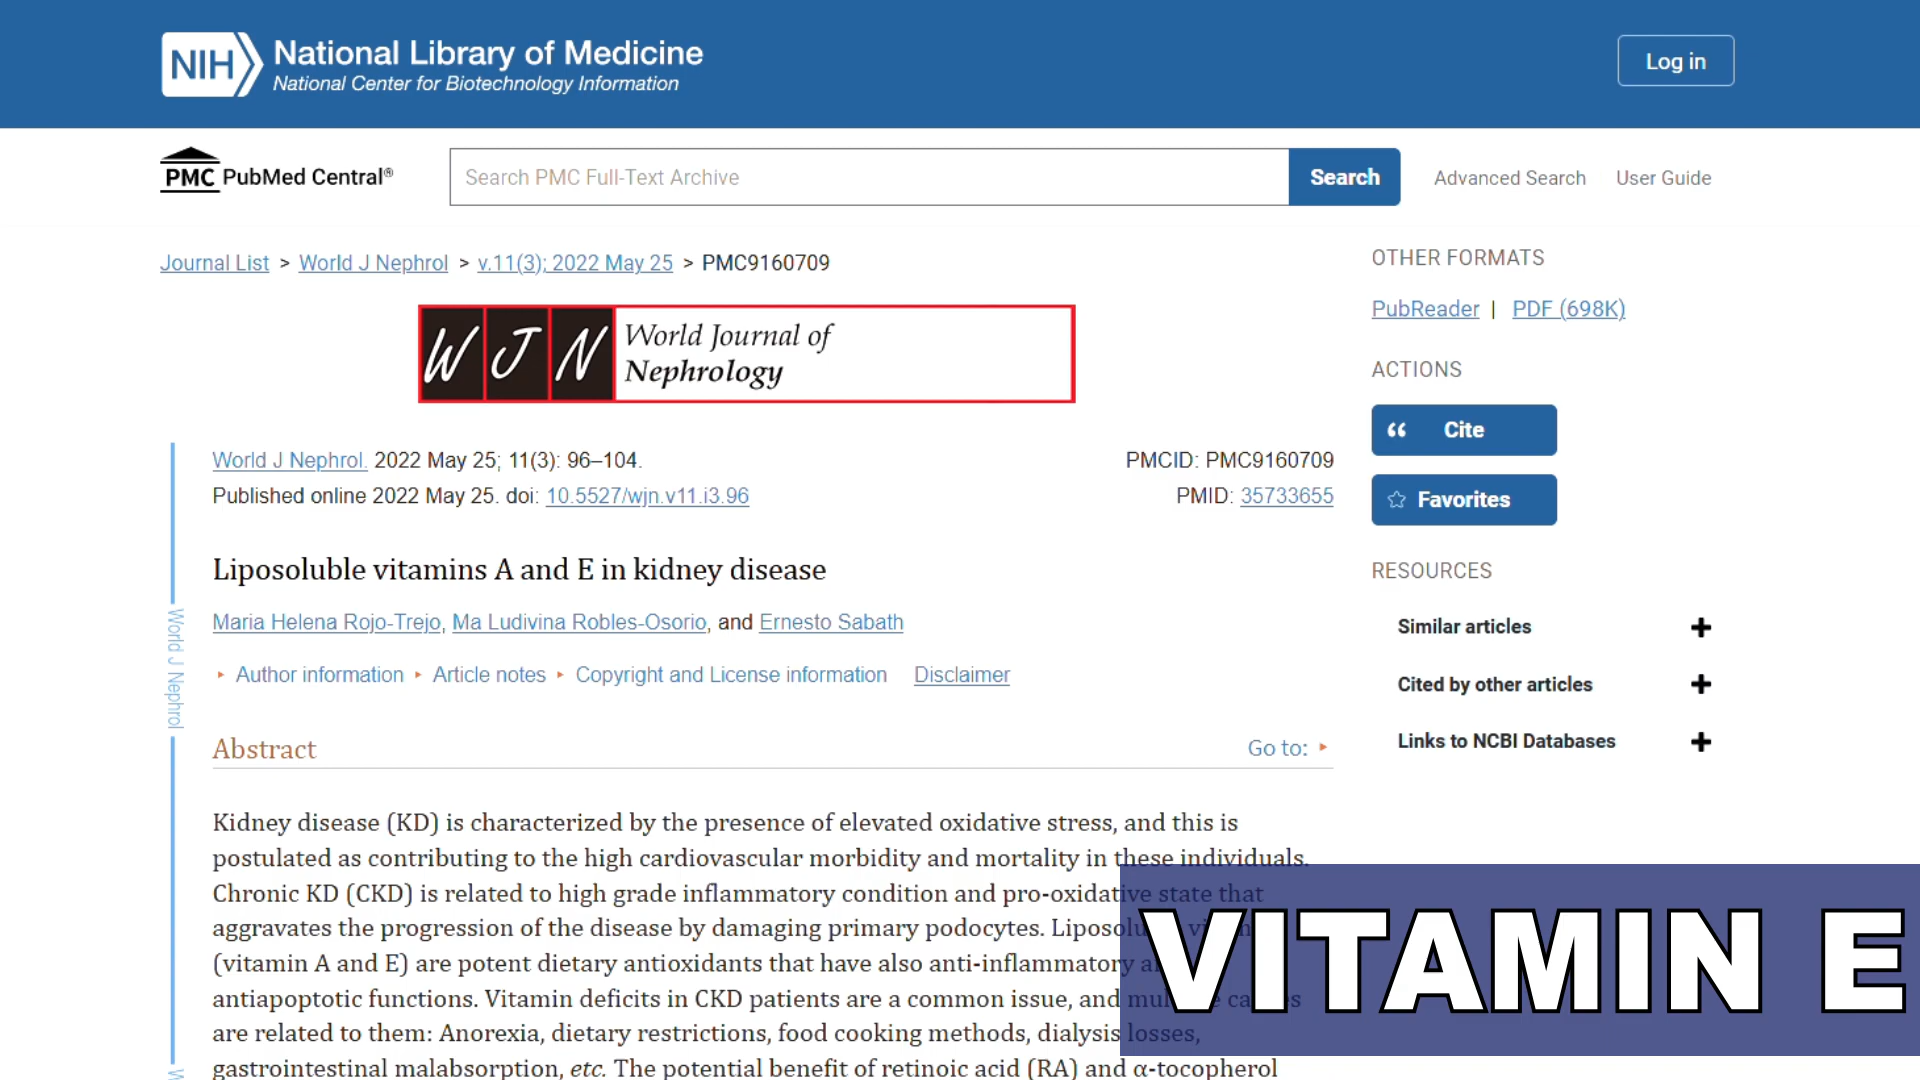 NIH National Library of Medicine
National Center for Biotechnology Information
Log in
PMC PubMed Central®
Search PMC Full-Text Archive
Search
Advanced Search
User Guide
Journal List > World J Nephrol > v.11(3); 2022 May 25 > PMC9160709
WJN World Journal of
Nephrology
World J Nephrol. 2022 May 25; 11(3): 96–104.
PMCID: PMC9160709
Published online 2022 May 25. doi: 10.5527/wjn.v11.i3.96
PMID: 35733655
Liposoluble vitamins A and E in kidney disease
Maria Helena Rojo-Trejo, Ma Ludivina Robles-Osorio, and Ernesto Sabath
▸ Author information ▸ Article notes ▸ Copyright and License information Disclaimer
Abstract
Go to: ▸
Kidney disease (KD) is characterized by the presence of elevated oxidative stress, and this is
postulated as contributing to the high cardiovascular morbidity and mortality in these individuals.
Chronic KD (CKD) is related to high grade inflammatory condition and pro-oxidative state that
aggravates the progression of the disease by damaging primary podocytes.
(vitamin A and E) are potent dietary antioxidants that have also anti-inflammatory
antiapoptotic functions. Vitamin deficits in CKD patients are a common issue, and
are related to them: Anorexia, dietary restrictions, food cooking methods, dialysis losses,
gastrointestinal malabsorption, etc. The potential benefit of retinoic acid (RA) and α-tocopherol
World J Nephrol
OTHER FORMATS
PubReader | PDF (698K)
ACTIONS
Cite
Favorites
RESOURCES
Similar articles
Cited by other articles
Links to NCBI Databases
VITAMIN E